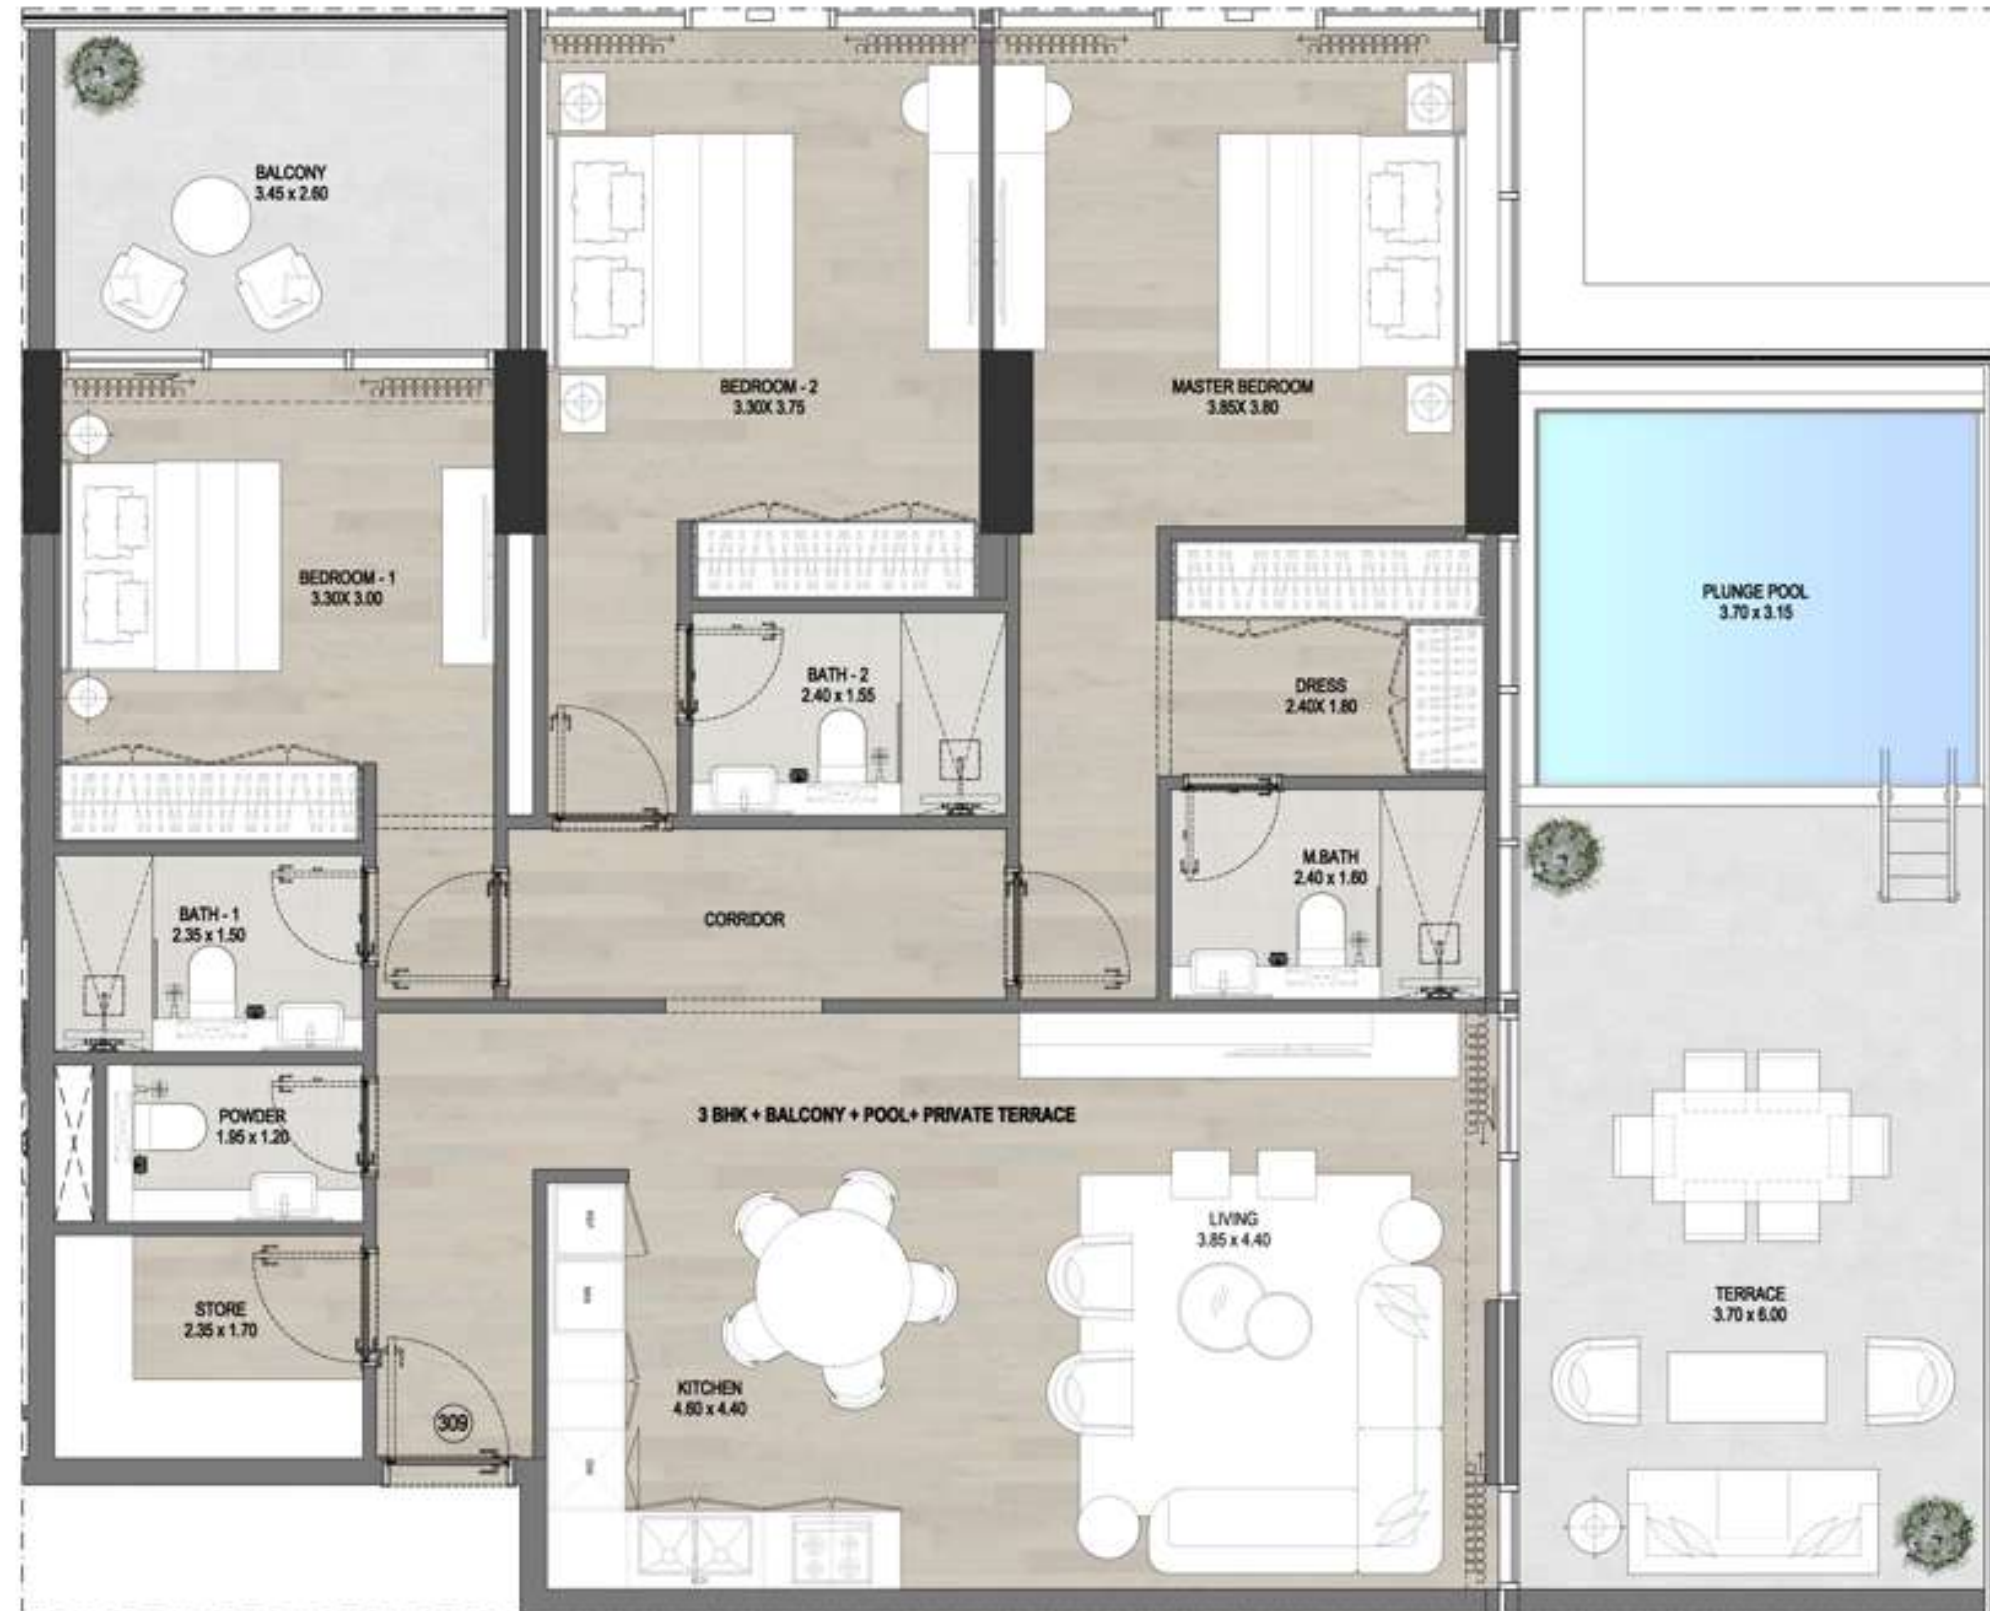 BALCONY
3.45 x 2.60
BEDROOM - 2
3.30X 3.75
MASTER BEDROOM
3.85X 3.80
BEDROOM - 1
3.30X 3.00
PLUNGE POOL
3.70 x 3.15
BATH - 2
2.40 x 1.55
DRESS
2.40X 1.80
M.BATH
2.40 x 1.60
BATH - 1
2.35 x 1.50
CORRIDOR
POWDER
1.95 x 1.20
3 BHK + BALCONY + POOL+ PRIVATE TERRACE
LIVING
3.85 x 4.40
STORE
2.35 x 1.70
TERRACE
3.70 x 6.00
KITCHEN
4.60 x 4.40
309